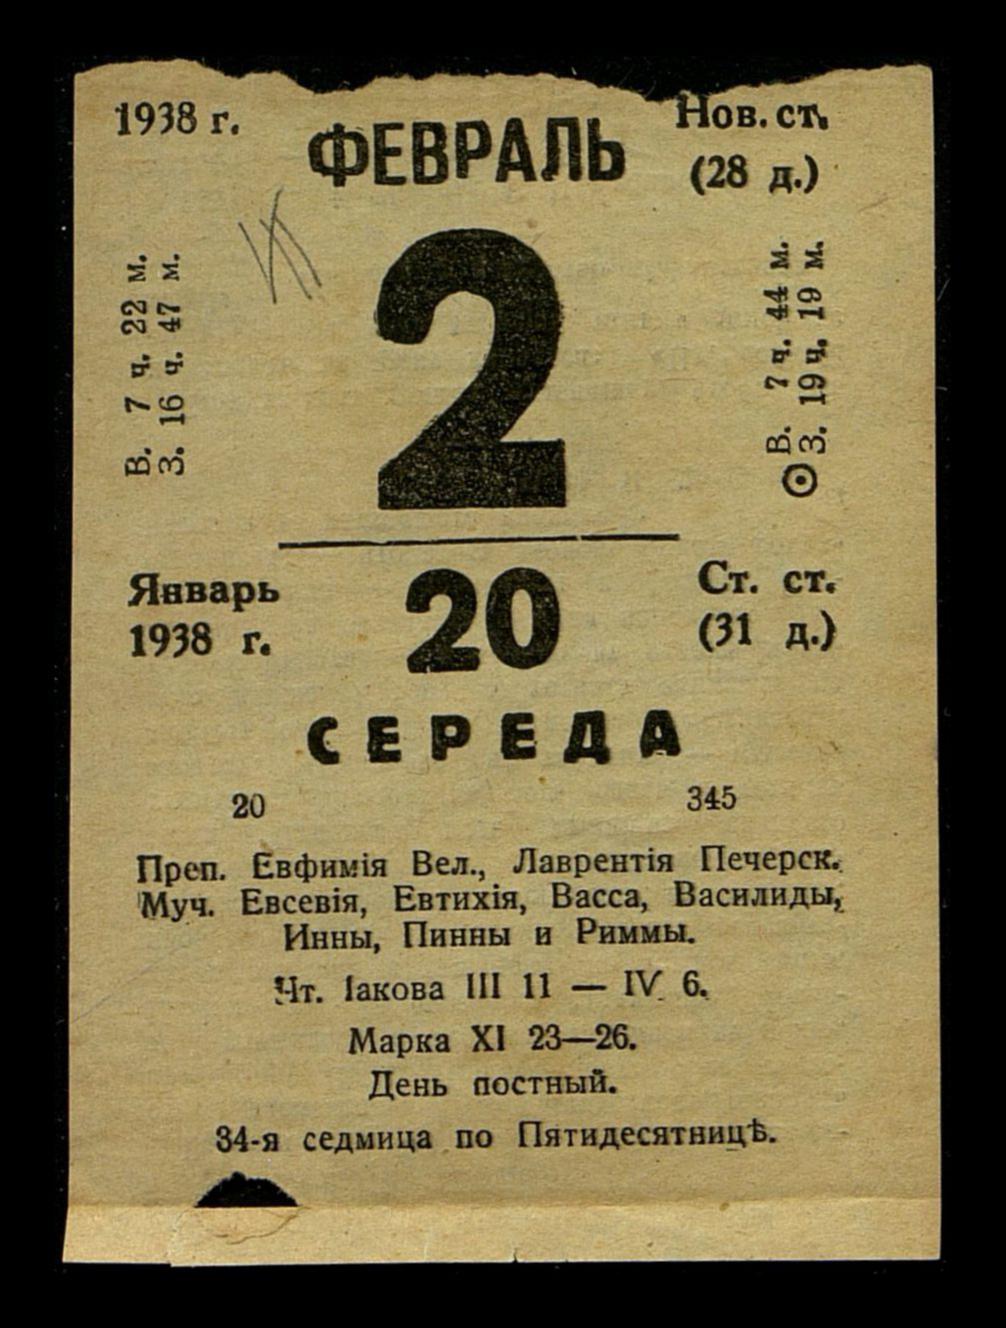 1938 г.
ФЕВРАЛЬ
Нов. ст.
(28 д.)
В. 7 ч. 22 м.
З. 16 ч. 47 м.
2
В. 7 ч. 44 м.
З. 19 ч. 19 м.
Январь
1938 г.
20
Ст. ст.
(31 д.)
СЕРЕДА
20 345
Преп. Евфимія Вел., Лаврентія Печерск.
Муч. Евсевія, Евтихія, Васса, Василиды,
Инны, Пинны и Риммы.
Чт. Іакова III 11 — IV 6.
Марка XI 23—26.
День постный.
34-я седмица по Пятидесятницѣ.